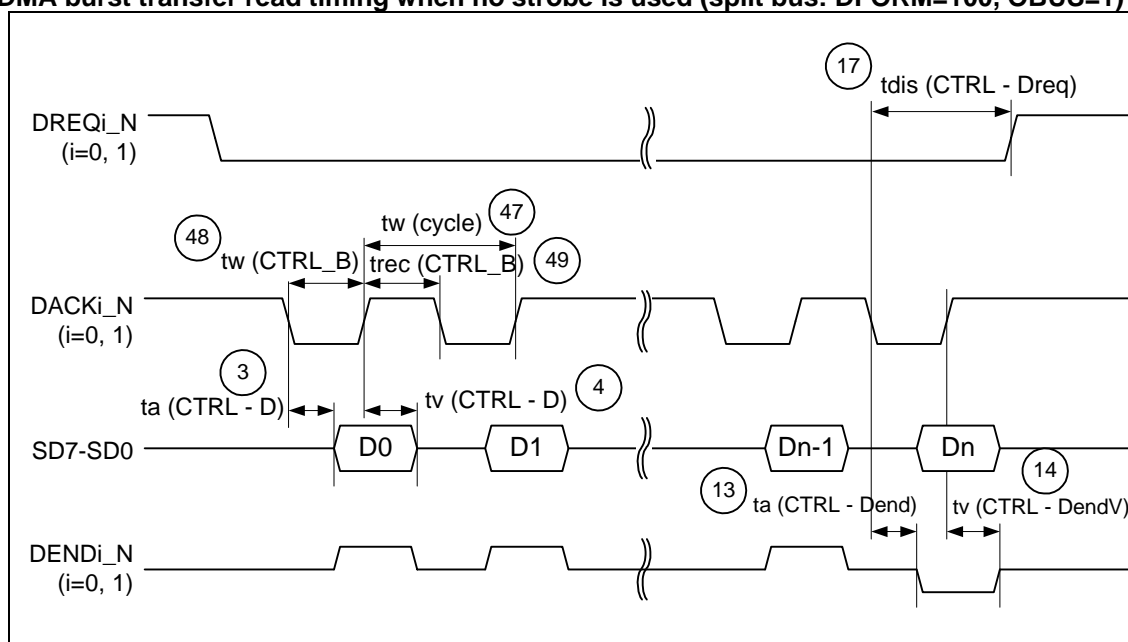 DMA burst transfer read timing when no strobe is used (split bus: DFORM=100, OBUS=1)
17
tdis (CTRL - Dreq)
DREQi_N
(i=0, 1)
48
tw (cycle)
47
tw (CTRL_B)
trec (CTRL_B)
49
DACKi_N
(i=0, 1)
3
ta (CTRL - D)
tv (CTRL - D)
4
SD7-SD0
D0
D1
Dn-1
Dn
13
ta (CTRL - Dend)
14
tv (CTRL - DendV)
DENDi_N
(i=0, 1)